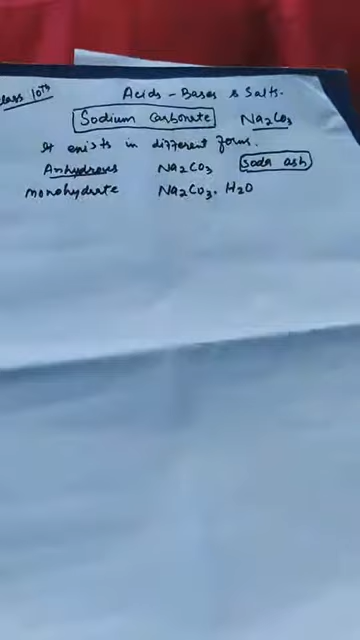 class 10th
Acids - Bases & Salts.
Sodium Carbonate Na2CO3
It exists in different forms.
Anhydrous Na2CO3 Soda ash
monohydrate Na2CO3. H2O